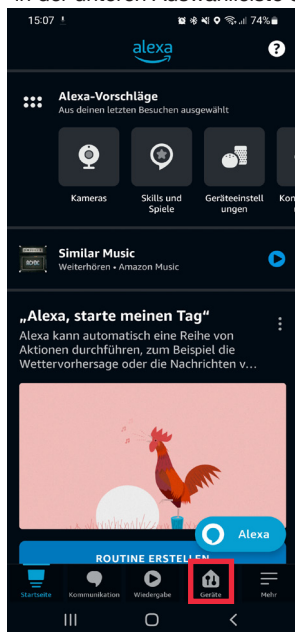 15:07
74%
alexa
?
Alexa-Vorschläge
Aus deinen letzten Besuchen ausgewählt
Kameras
Skills und
Spiele
Geräteeinstell
ungen
Kon
Similar Music
Weiterhören • Amazon Music
„Alexa, starte meinen Tag“
Alexa kann automatisch eine Reihe von
Aktionen durchführen, zum Beispiel die
Wettervorhersage oder die Nachrichten v...
Alexa
ROUTINE ERSTELLEN
Startseite
Kommunikation
Wiedergabe
Geräte
Mehr